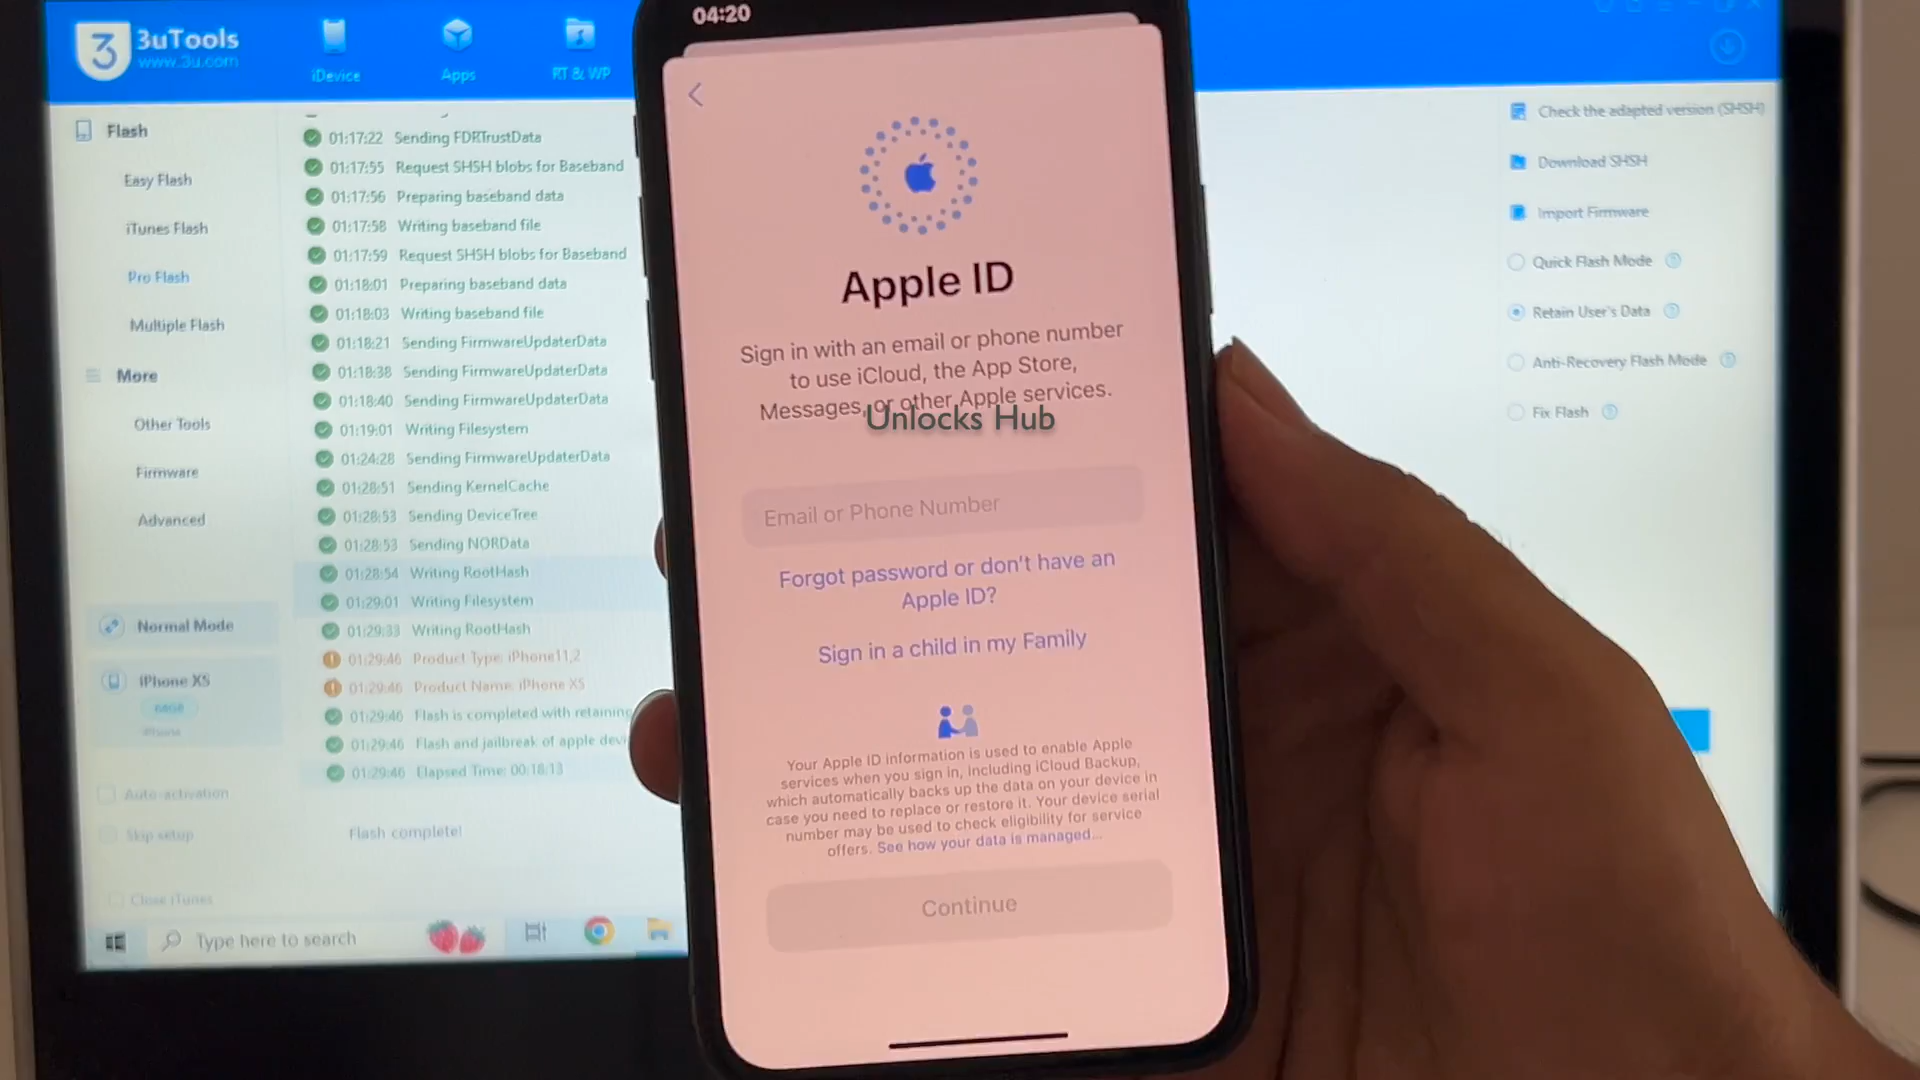 3uTools
www.3u.com
iDevice
Apps
RT & WP
Flash
Easy Flash
iTunes Flash
Pro Flash
Multiple Flash
More
Other Tools
Firmware
Advanced
Normal Mode
iPhone XS
iPhone
Auto activation
Skip setup
Close iTunes
01:17:22 Sending FDRTrustData
01:17:55 Request SHSH blobs for Baseband
01:17:56 Preparing baseband data
01:17:58 Writing baseband file
01:17:59 Request SHSH blobs for Baseband
01:18:01 Preparing baseband data
01:18:03 Writing baseband file
01:18:21 Sending FirmwareUpdaterData
01:18:38 Sending FirmwareUpdaterData
01:18:40 Sending FirmwareUpdaterData
01:19:01 Writing Filesystem
01:24:28 Sending FirmwareUpdaterData
01:28:51 Sending KernelCache
01:28:53 Sending DeviceTree
01:28:53 Sending NORData
01:28:54 Writing RootHash
01:29:01 Writing Filesystem
01:29:33 Writing RootHash
01:29:46 Product Type: iPhone11,2
01:29:46 Product Name: iPhone XS
01:29:46 Flash is completed with retaining
01:29:46 Flash and jailbreak of apple devi
01:29:46 Elapsed Time: 00:18:13
Flash complete!
Type here to search
04:20
Apple ID
Sign in with an email or phone number
to use iCloud, the App Store,
Messages, or other Apple services.
Unlocks Hub
Email or Phone Number
Forgot password or don't have an
Apple ID?
Sign in a child in my Family
Your Apple ID information is used to enable Apple
services when you sign in, including iCloud Backup,
which automatically backs up the data on your device in
case you need to replace or restore it. Your device serial
number may be used to check eligibility for service
offers. See how your data is managed...
Continue
Check the adapted version (SHSH)
Download SHSH
Import Firmware
Quick Flash Mode
Retain User's Data
Anti-Recovery Flash Mode
Fix Flash